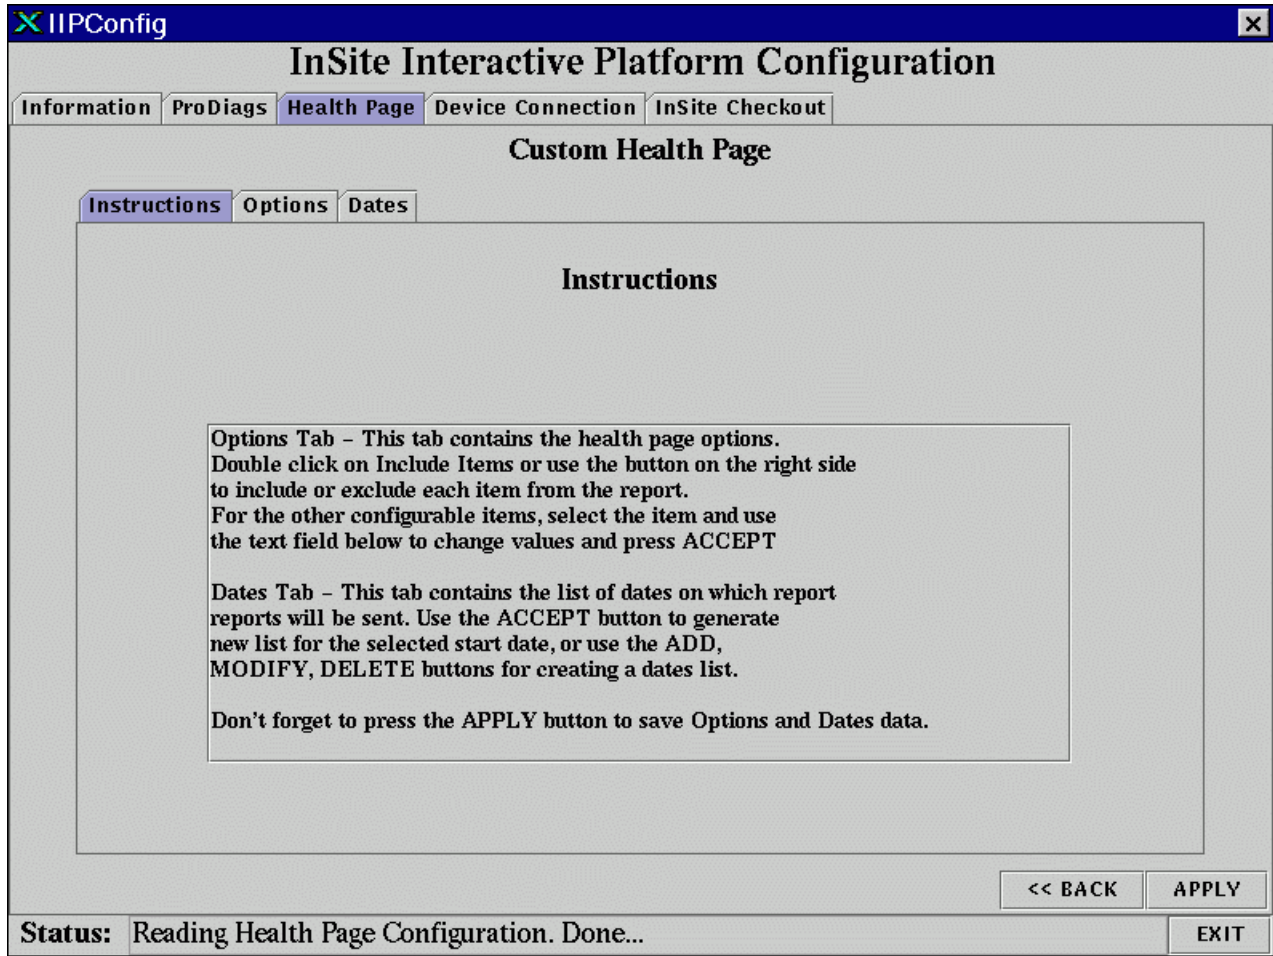 X IIPConfig
InSite Interactive Platform Configuration
Information ProDiags Health Page Device Connection InSite Checkout
Custom Health Page
Instructions Options Dates
Instructions
Options Tab – This tab contains the health page options.
Double click on Include Items or use the button on the right side
to include or exclude each item from the report.
For the other configurable items, select the item and use
the text field below to change values and press ACCEPT
Dates Tab – This tab contains the list of dates on which report
reports will be sent. Use the ACCEPT button to generate
new list for the selected start date, or use the ADD,
MODIFY, DELETE buttons for creating a dates list.
Don't forget to press the APPLY button to save Options and Dates data.
<< BACK APPLY
Status: Reading Health Page Configuration. Done... EXIT